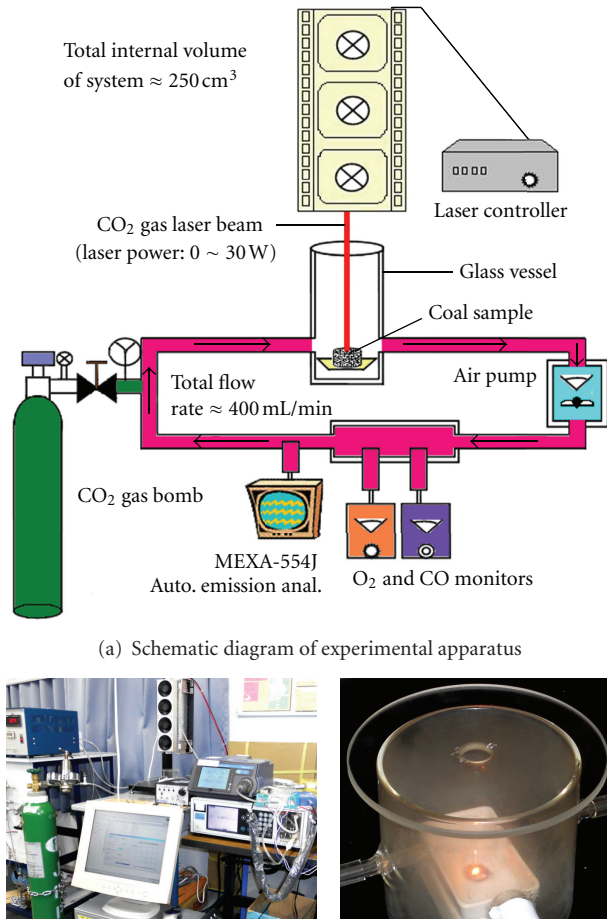 Total internal volume
of system ≈ 250 cm³
Laser controller
CO₂ gas laser beam
(laser power: 0 ~ 30 W)
Glass vessel
Coal sample
Air pump
Total flow
rate ≈ 400 mL/min
CO₂ gas bomb
MEXA-554J
Auto. emission anal.
O₂ and CO monitors
(a) Schematic diagram of experimental apparatus